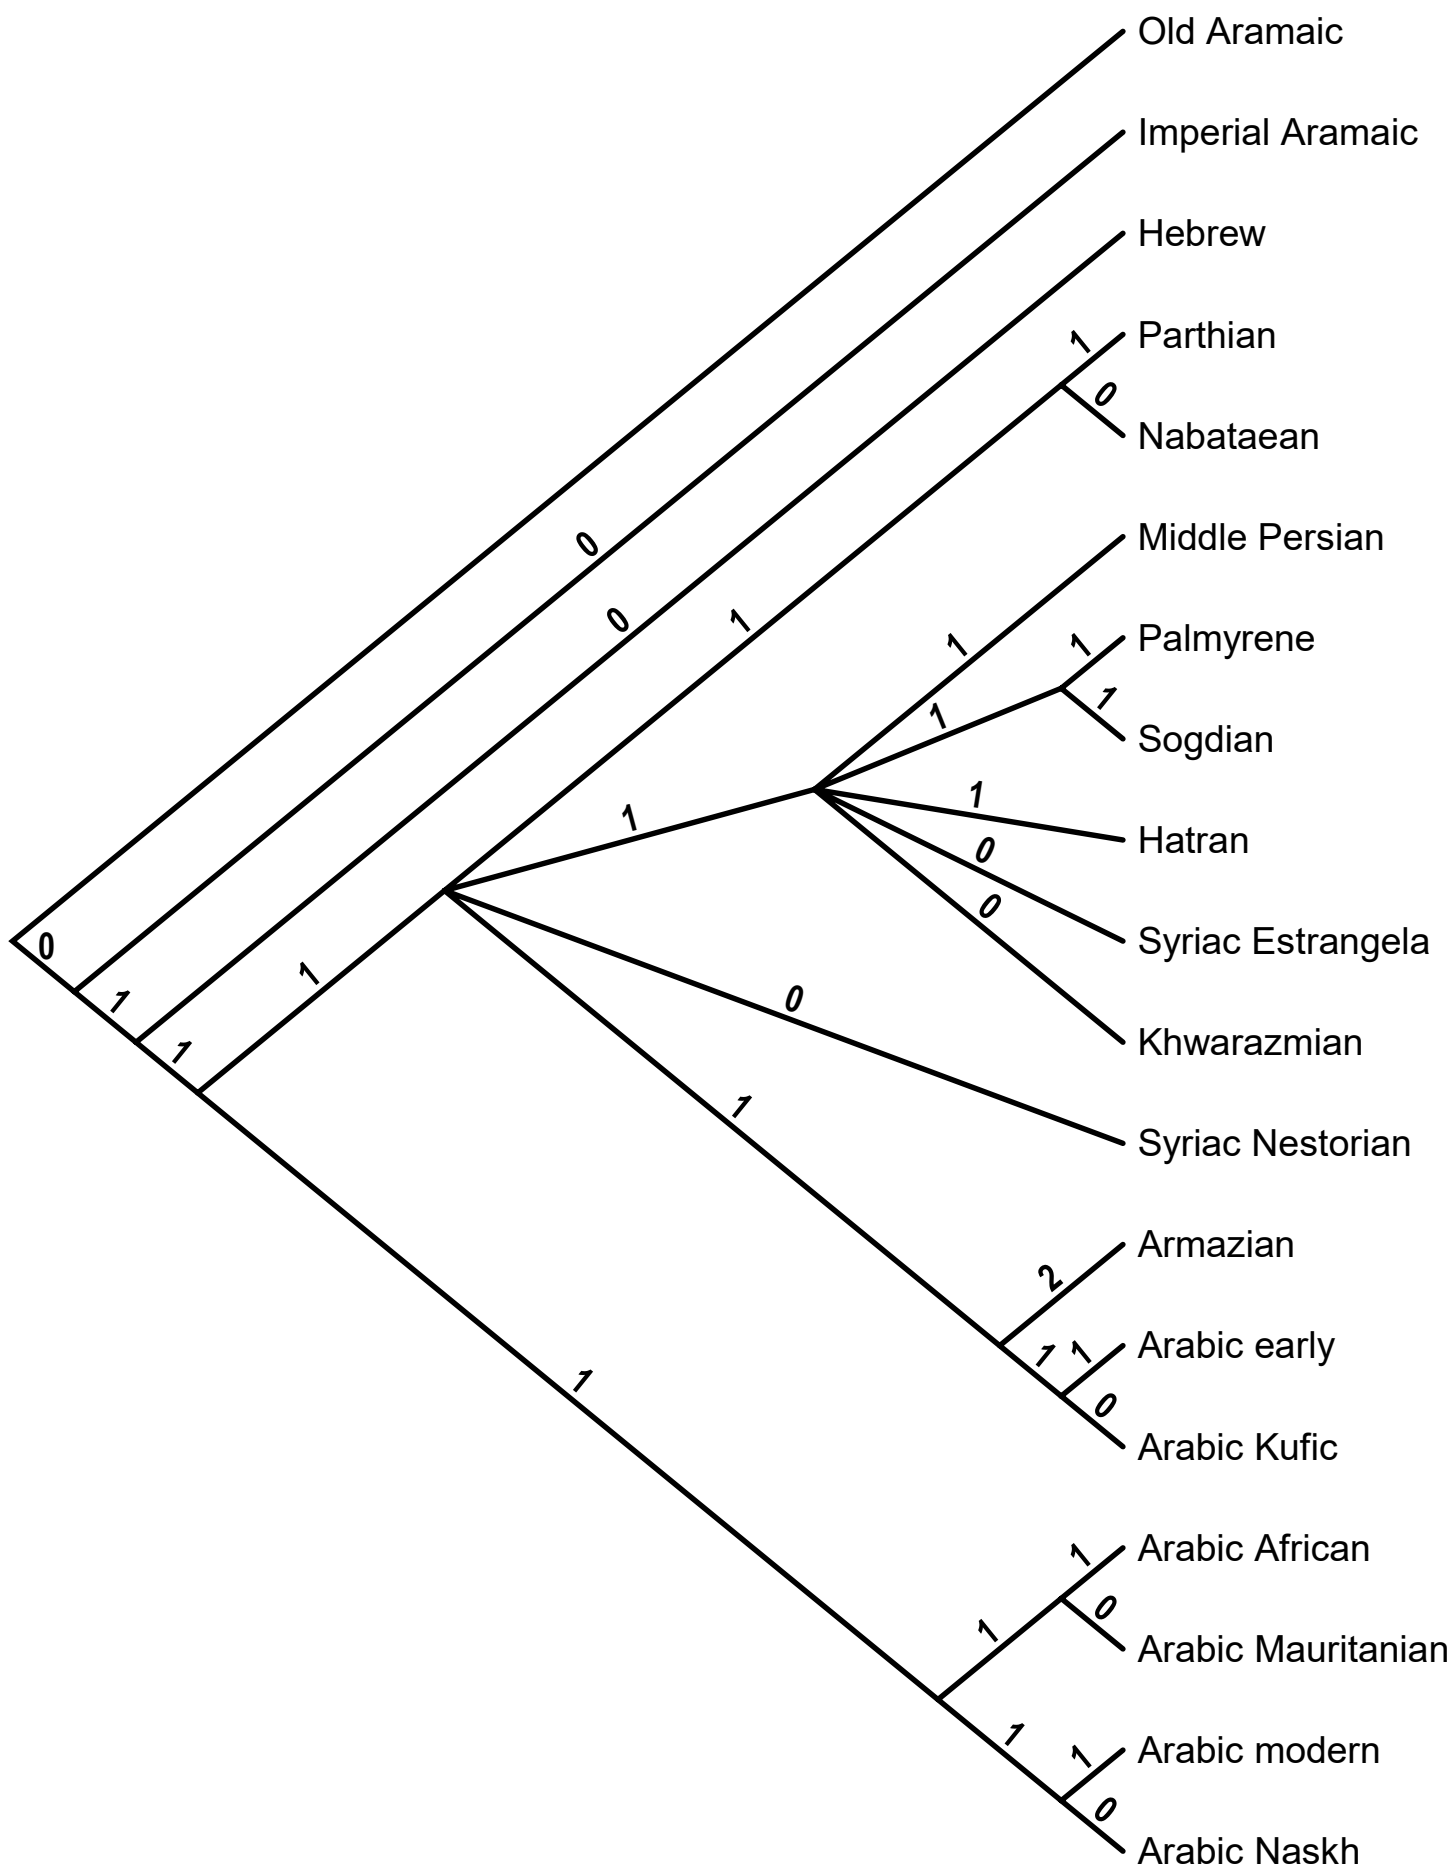 Old Aramaic
Imperial Aramaic
Hebrew
1 Parthian
0
Nabataean
0
Middle Persian
0
1
1
1
Palmyrene
1
1
Sogdian
1
1
Hatran
0
0
Syriac Estrangela
0
1
1
0
Khwarazmian
1
1
Syriac Nestorian
Armazian
2
1
1
Arabic early
1
0
Arabic Kufic
1
Arabic African
0
1
Arabic Mauritanian
1
1
Arabic modern
0
Arabic Naskh